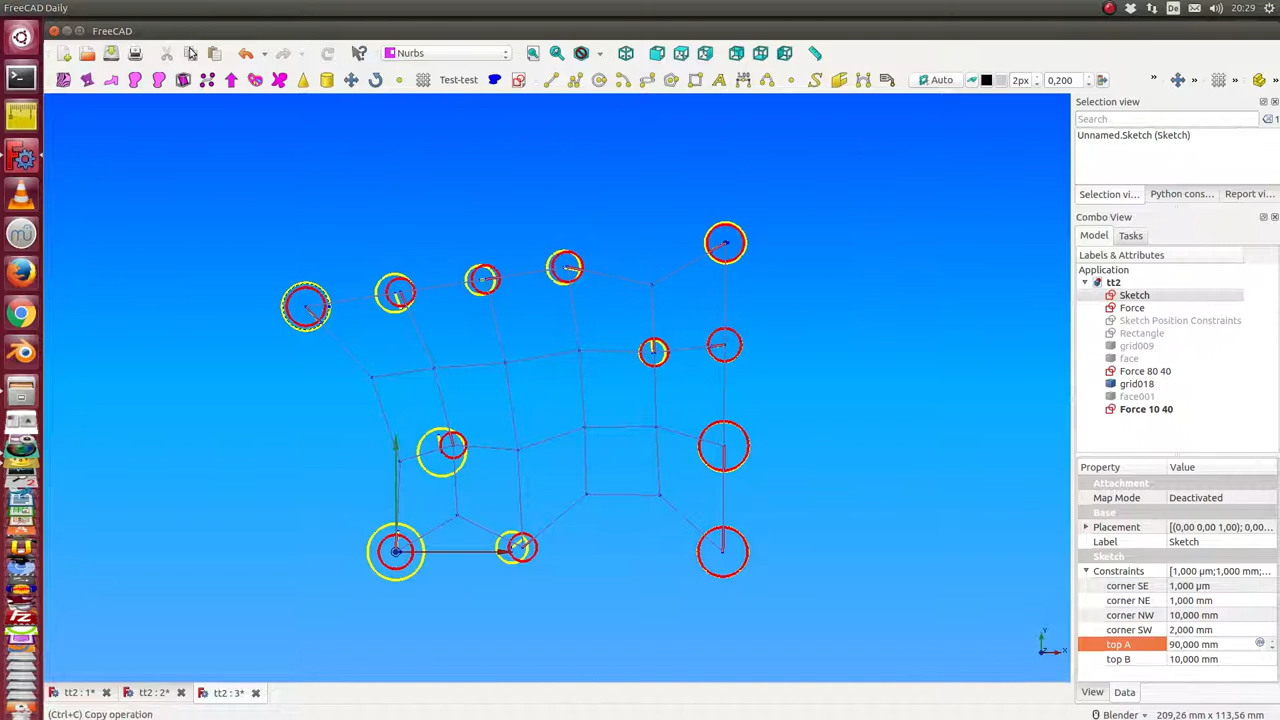 FreeCAD Daily
De
20:29
FreeCAD
Nurbs
Test-test
Auto
2px
0,200
Selection view
Search
1
Unnamed.Sketch (Sketch)
Selection vi...
Python cons...
Report vi...
Combo View
Model
Tasks
Labels & Attributes
Application
tt2
Sketch
Force
Sketch Position Constraints
Rectangle
grid009
face
Force 80 40
grid018
face001
Force 10 40
Property
Value
Attachment
Map Mode
Deactivated
Base
Placement
[(0,00 0,00 1,00); 0,00...
Label
Sketch
Sketch
Constraints
[1,000 µm;1,000 mm;...
corner SE
1,000 µm
corner NE
1,000 mm
corner NW
10,000 mm
corner SW
2,000 mm
top A
90,000 mm
top B
10,000 mm
View
Data
Y
X
tt2 : 1*
tt2 : 2*
tt2 : 3*
(Ctrl+C) Copy operation
Blender
209,26 mm x 113,56 mm